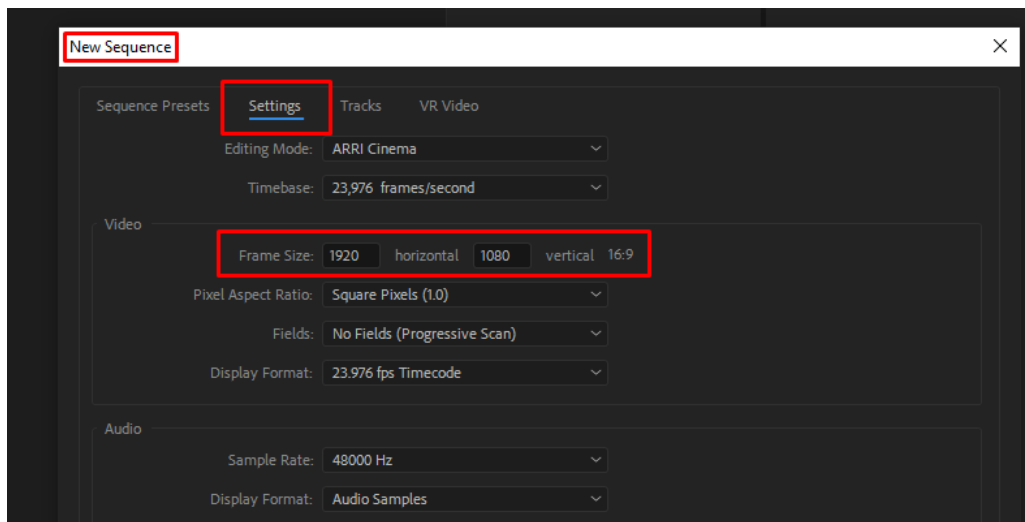 New Sequence
Sequence Presets Settings Tracks VR Video
Editing Mode: ARRI Cinema
Timebase: 23,976 frames/second
Video
Frame Size: 1920 horizontal 1080 vertical 16:9
Pixel Aspect Ratio: Square Pixels (1.0)
Fields: No Fields (Progressive Scan)
Display Format: 23.976 fps Timecode
Audio
Sample Rate: 48000 Hz
Display Format: Audio Samples